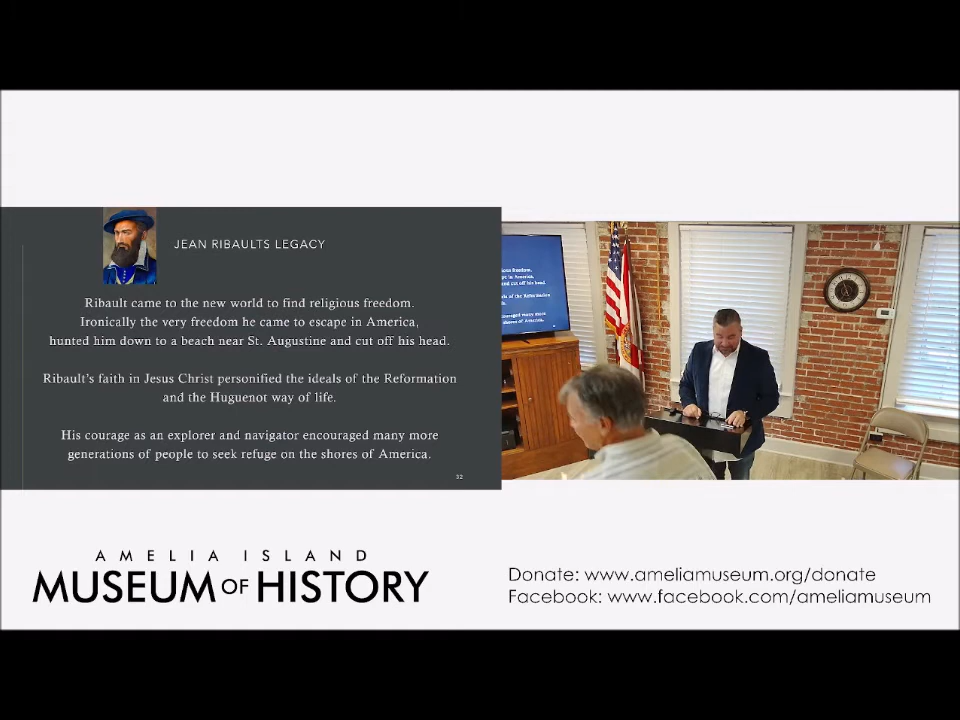 JEAN RIBAULTS LEGACY
Ribault came to the new world to find religious freedom.
Ironically the very freedom he came to escape in America,
hunted him down to a beach near St. Augustine and cut off his head.
Ribault's faith in Jesus Christ personified the ideals of the Reformation
and the Huguenot way of life.
His courage as an explorer and navigator encouraged many more
generations of people to seek refuge on the shores of America.
32
AMELIA ISLAND
MUSEUM OF HISTORY
Donate: www.ameliamuseum.org/donate
Facebook: www.facebook.com/ameliamuseum